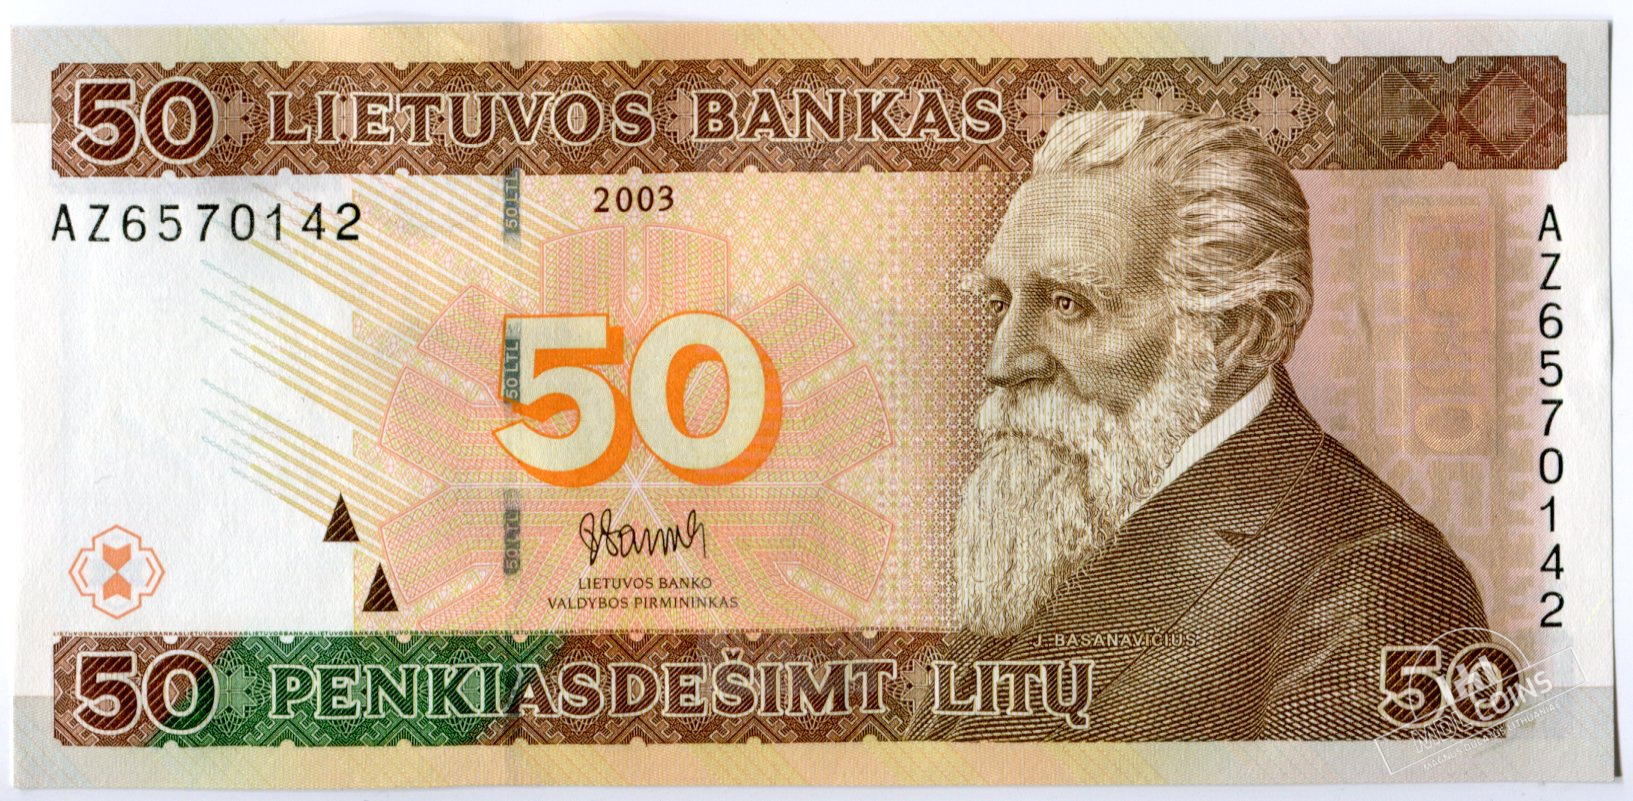 50 LIETUVOS BANKAS
2003
AZ6570142
AZ6570142
50 LTL
50 LTL
50 LTL
50
LIETUVOS BANKO
VALDYBOS PIRMININKAS
J. BASANAVIČIUS
50 PENKIASDEŠIMT LITŲ 50
COINS